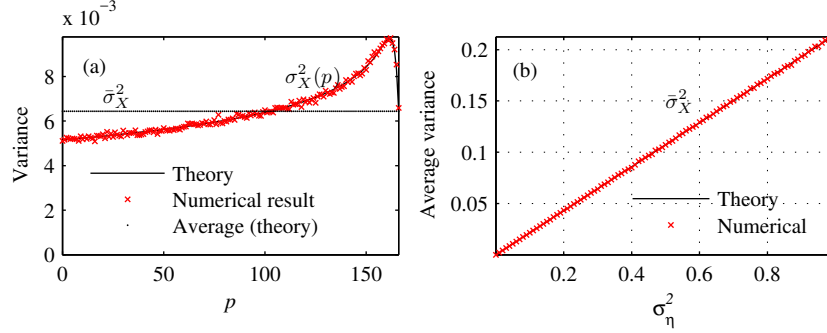 x 10⁻³
(a)
σ²_X(p)
σ̄²_X
8
6
4
2
0
Variance
Theory
Numerical result
Average (theory)
0
50
100
150
p
(b)
σ̄²_X
0.2
0.15
0.1
0.05
Average variance
Theory
Numerical
0.2
0.4
0.6
0.8
σ²_η